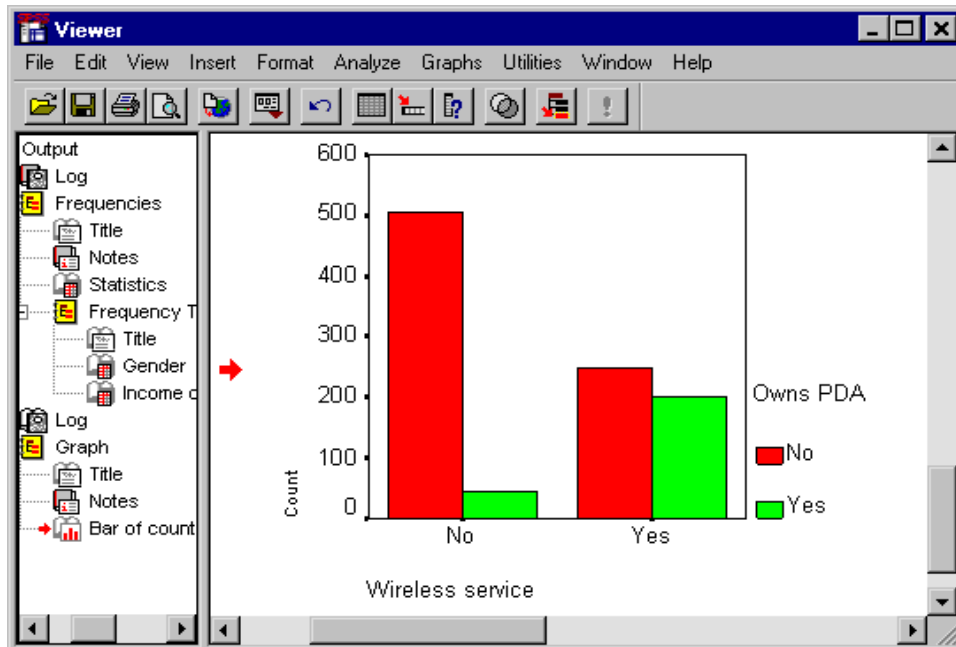 Viewer
File Edit View Insert Format Analyze Graphs Utilities Window Help
Output
Log
Frequencies
Title
Notes
Statistics
Frequency T
Title
Gender
Income c
Log
Graph
Title
Notes
Bar of count
600
500
400
300
200
100
0
Count
No Yes
Wireless service
Owns PDA
No
Yes